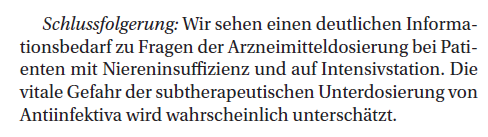 Schlussfolgerung: Wir sehen einen deutlichen Informa-
tionsbedarf zu Fragen der Arzneimitteldosierung bei Pati-
enten mit Niereninsuffizienz und auf Intensivstation. Die
vitale Gefahr der subtherapeutischen Unterdosierung von
Antiinfektiva wird wahrscheinlich unterschätzt.